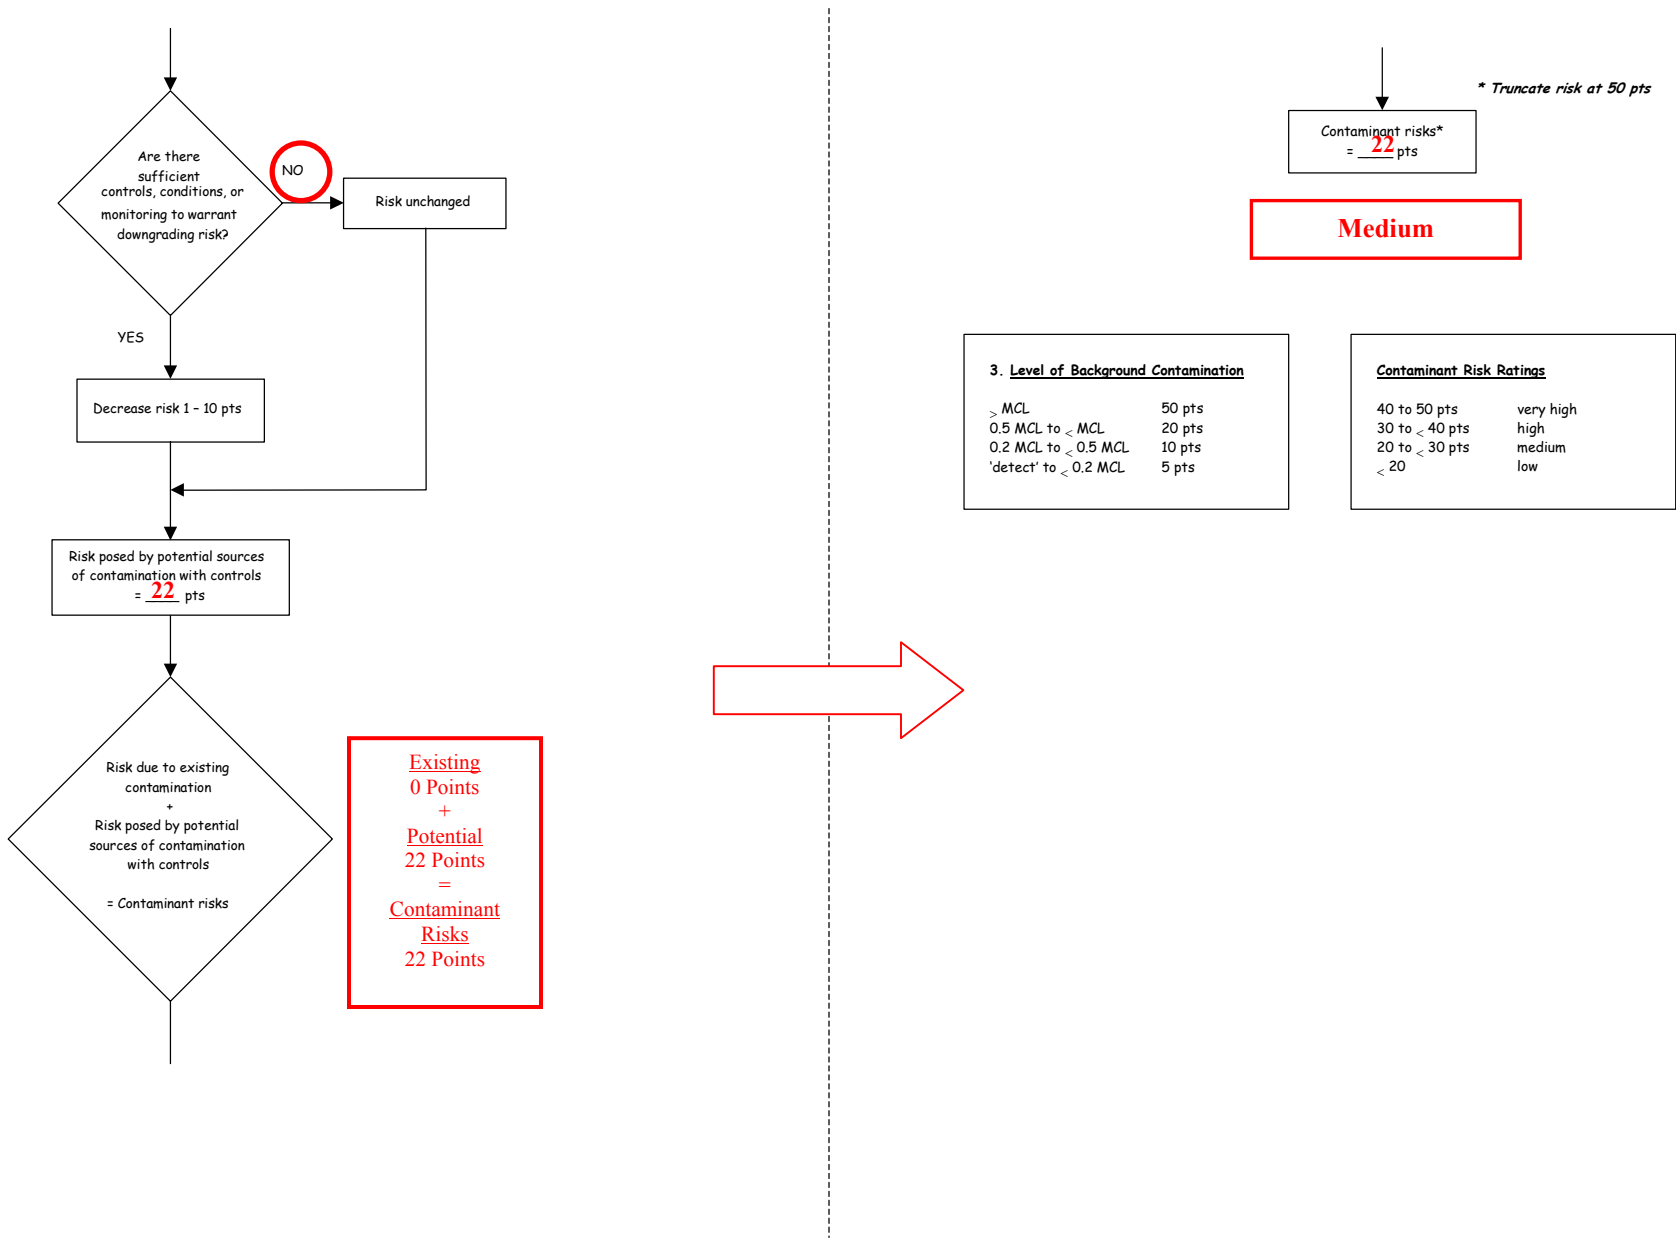 Are there
sufficient
controls, conditions, or
monitoring to warrant
downgrading risk?
NO
Risk unchanged
YES
Decrease risk 1 – 10 pts
Risk posed by potential sources
of contamination with controls
= 22 pts
Risk due to existing
contamination
+
Risk posed by potential
sources of contamination
with controls
= Contaminant risks
Existing
0 Points
+
Potential
22 Points
=
Contaminant
Risks
22 Points
* Truncate risk at 50 pts
Contaminant risks*
= 22 pts
Medium
3. Level of Background Contamination
> MCL 50 pts
0.5 MCL to < MCL 20 pts
0.2 MCL to < 0.5 MCL 10 pts
'detect' to < 0.2 MCL 5 pts
Contaminant Risk Ratings
40 to 50 pts very high
30 to < 40 pts high
20 to < 30 pts medium
< 20 low